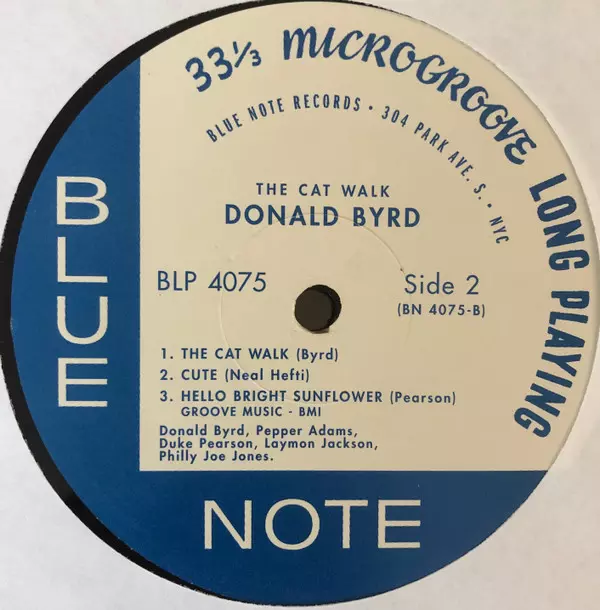 33⅓ MICROGROOVE LONG PLAYING
BLUE NOTE RECORDS • 304 PARK AVE. S. • NYC
THE CAT WALK
DONALD BYRD
BLP 4075
Side 2
(BN 4075-B)
1. THE CAT WALK (Byrd)
2. CUTE (Neal Hefti)
3. HELLO BRIGHT SUNFLOWER (Pearson)
GROOVE MUSIC - BMI
Donald Byrd, Pepper Adams,
Duke Pearson, Laymon Jackson,
Philly Joe Jones.
BLUE
NOTE